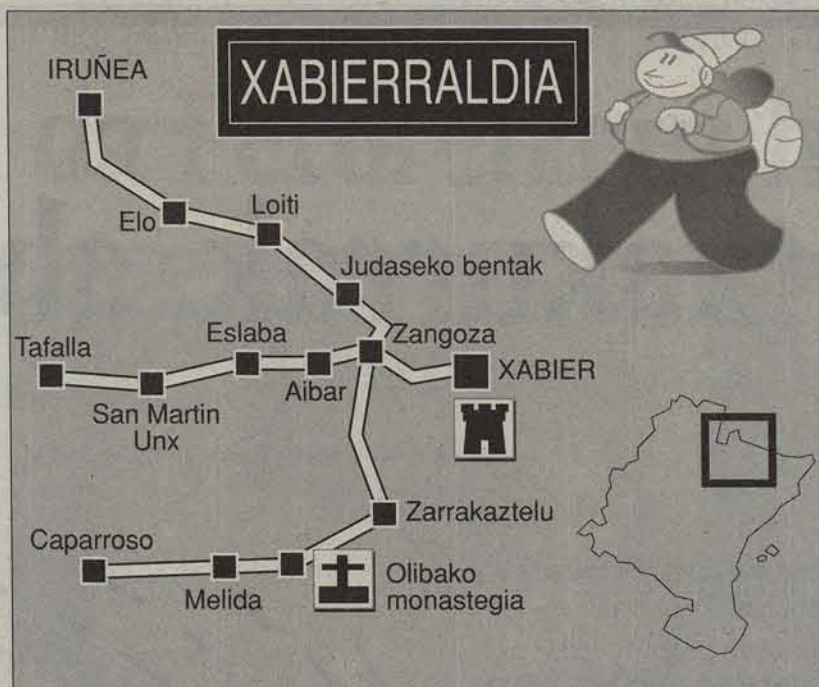 XABIERRALDIA
IRUÑEA
Elo
Loiti
Judaseko bentak
Tafalla
San Martin
Unx
Eslaba
Aibar
Zangoza
XABIER
Zarrakaztelu
Caparroso
Melida
Olibako
monastegia